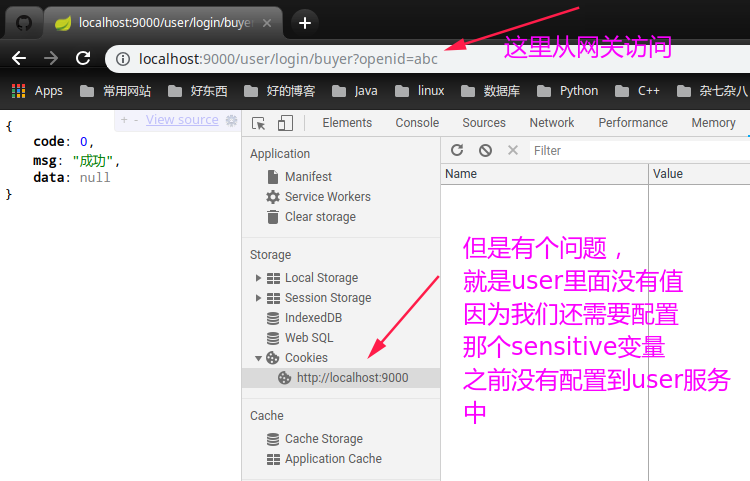 localhost:9000/user/login/buyer
localhost:9000/user/login/buyer?openid=abc
这里从网关访问
Apps 常用网站 好东西 好的博客 Java linux 数据库 Python C++ 杂七杂八
+ - View source
Elements Console Sources Network Performance Memory
{
code: 0,
msg: "成功",
data: null
}
Application
Manifest
Service Workers
Clear storage
Storage
Local Storage
Session Storage
IndexedDB
Web SQL
Cookies
http://localhost:9000
Cache
Cache Storage
Application Cache
Filter
Name Value
但是有个问题，
就是user里面没有值
因为我们还需要配置
那个sensitive变量
之前没有配置到user服务
中